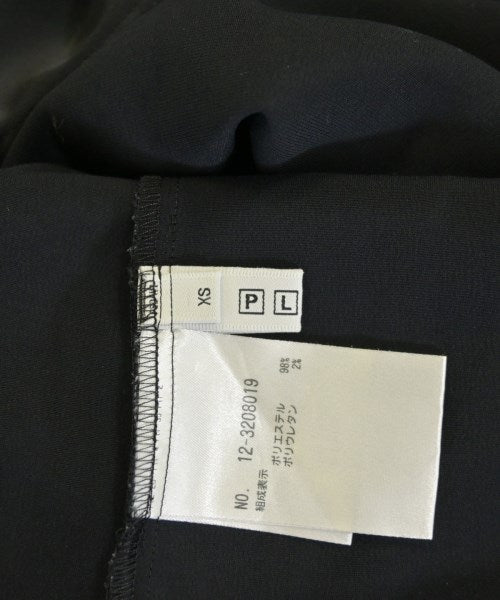 XS
P L
NO. 12-3208019
組成表示 ポリエステル 98%
ポリウレタン 2%